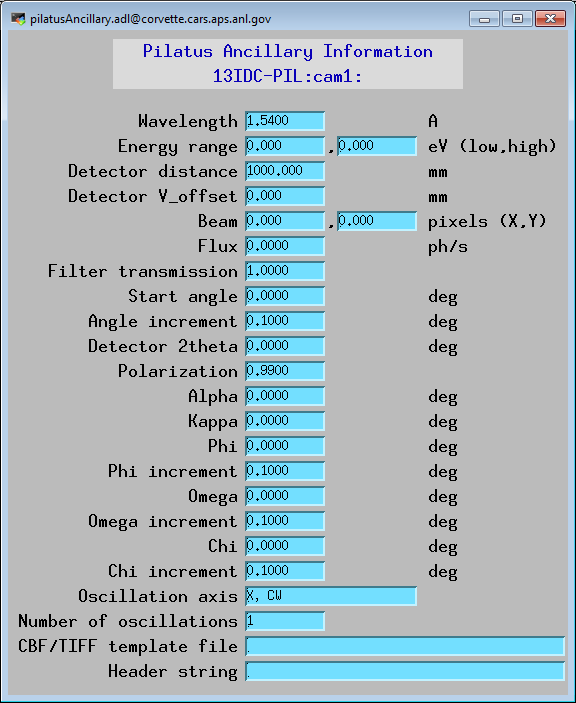 pilatusAncillary.adl@corvette.cars.aps.anl.gov
Pilatus Ancillary Information
13IDC-PIL:cam1:
Wavelength 1.5400 A
Energy range 0.000 , 0.000 eV (low,high)
Detector distance 1000.000 mm
Detector V_offset 0.000 mm
Beam 0.000 , 0.000 pixels (X,Y)
Flux 0.0000 ph/s
Filter transmission 1.0000
Start angle 0.0000 deg
Angle increment 0.1000 deg
Detector 2theta 0.0000 deg
Polarization 0.9900
Alpha 0.0000 deg
Kappa 0.0000 deg
Phi 0.0000 deg
Phi increment 0.1000 deg
Omega 0.0000 deg
Omega increment 0.1000 deg
Chi 0.0000 deg
Chi increment 0.1000 deg
Oscillation axis X, CW
Number of oscillations 1
CBF/TIFF template file
Header string